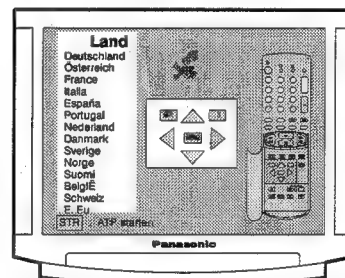 Land
Deutschland
Österreich
France
Italia
España
Portugal
Nederland
Danmark
Sverige
Norge
Suomi
BelgiË
Schweiz
E. Eu
STR : ATP starten
Panasonic